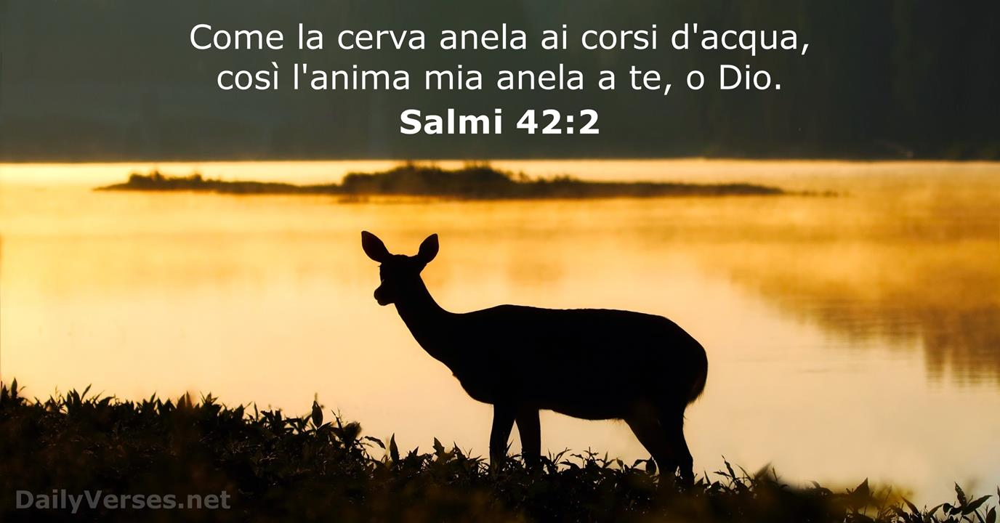 Come la cerva anela ai corsi d'acqua,
così l'anima mia anela a te, o Dio.
Salmi 42:2
DailyVerses.net